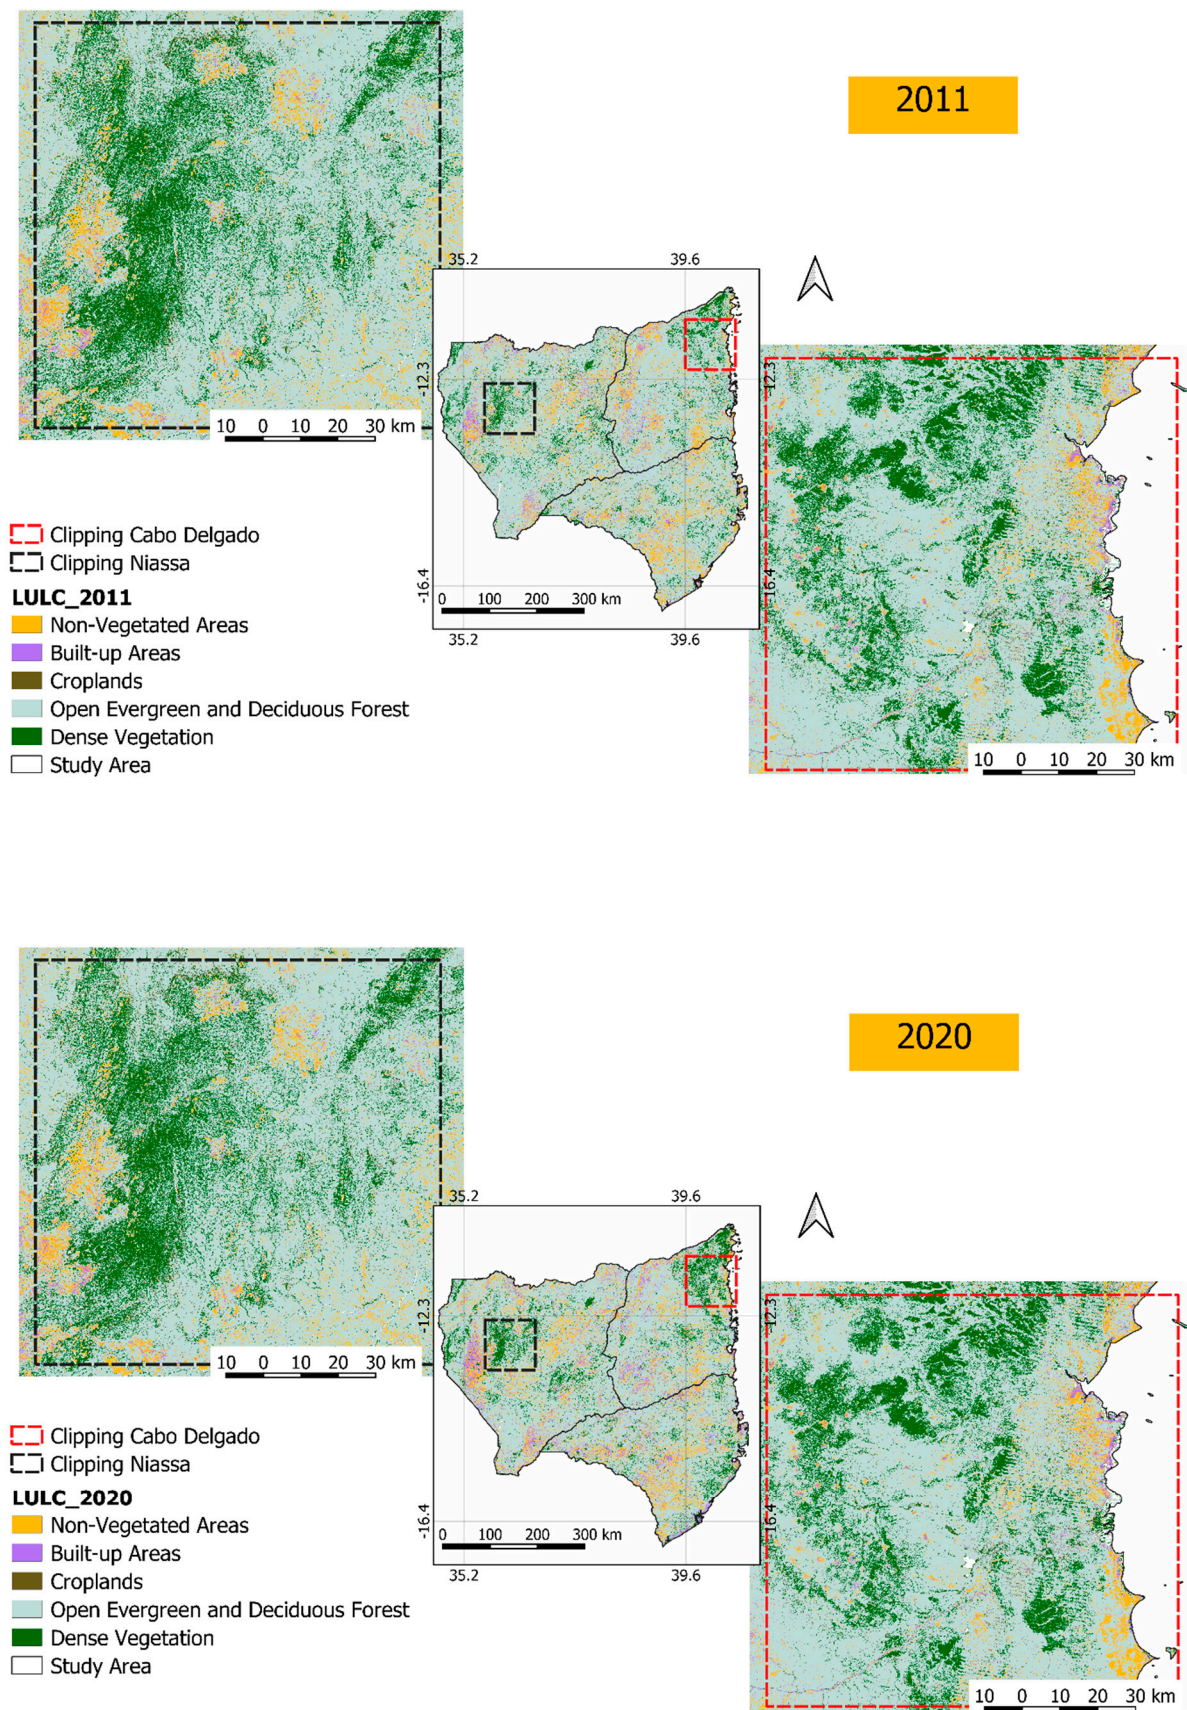 2011
35.2 39.6
-12.3 -12.3
10 0 10 20 30 km
-16.4 -16.4
0 100 200 300 km
35.2 39.6
10 0 10 20 30 km
Clipping Cabo Delgado
Clipping Niassa
LULC_2011
Non-Vegetated Areas
Built-up Areas
Croplands
Open Evergreen and Deciduous Forest
Dense Vegetation
Study Area
2020
35.2 39.6
-12.3 -12.3
10 0 10 20 30 km
-16.4 -16.4
0 100 200 300 km
35.2 39.6
10 0 10 20 30 km
Clipping Cabo Delgado
Clipping Niassa
LULC_2020
Non-Vegetated Areas
Built-up Areas
Croplands
Open Evergreen and Deciduous Forest
Dense Vegetation
Study Area